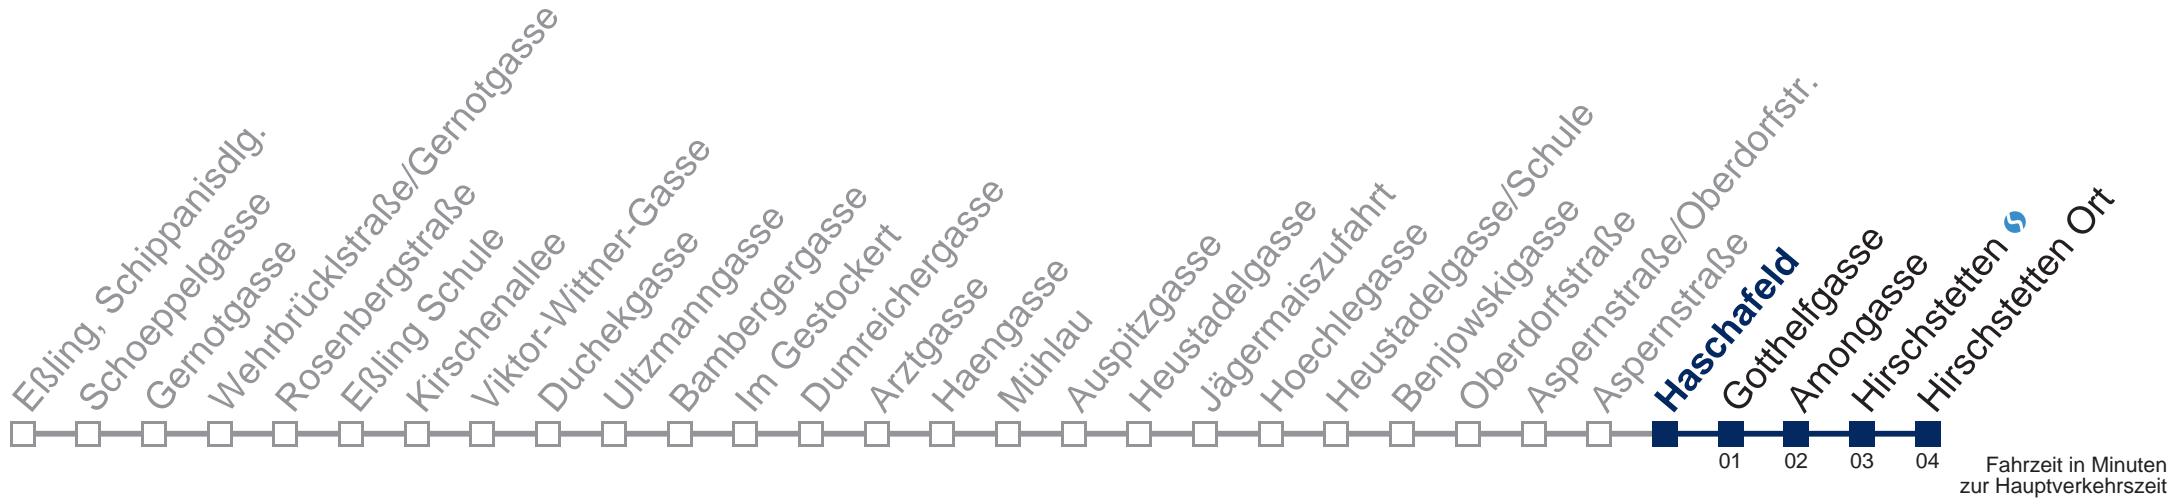 Eßling, Schippanisdlg.
Schoeppelgasse
Gernotgasse
Wehrbrücklstraße/Gernotgasse
Rosenbergstraße
Eßling Schule
Kirschenallee
Viktor-Wittner-Gasse
Duchekgasse
Ultzmanngasse
Bambergergasse
Im Gestockert
Dumreichergasse
Arztgasse
Haengasse
Mühlau
Auspitzgasse
Heustadelgasse
Jägermaiszufahrt
Hoechlegasse
Heustadelgasse/Schule
Benjowskigasse
Oberdorfstraße
Aspernstraße/Oberdorfstr.
Aspernstraße
Haschafeld
Gotthelfgasse
Amongasse
Hirschstetten
Hirschstetten Ort
01 02 03 04
Fahrzeit in Minuten
zur Hauptverkehrszeit